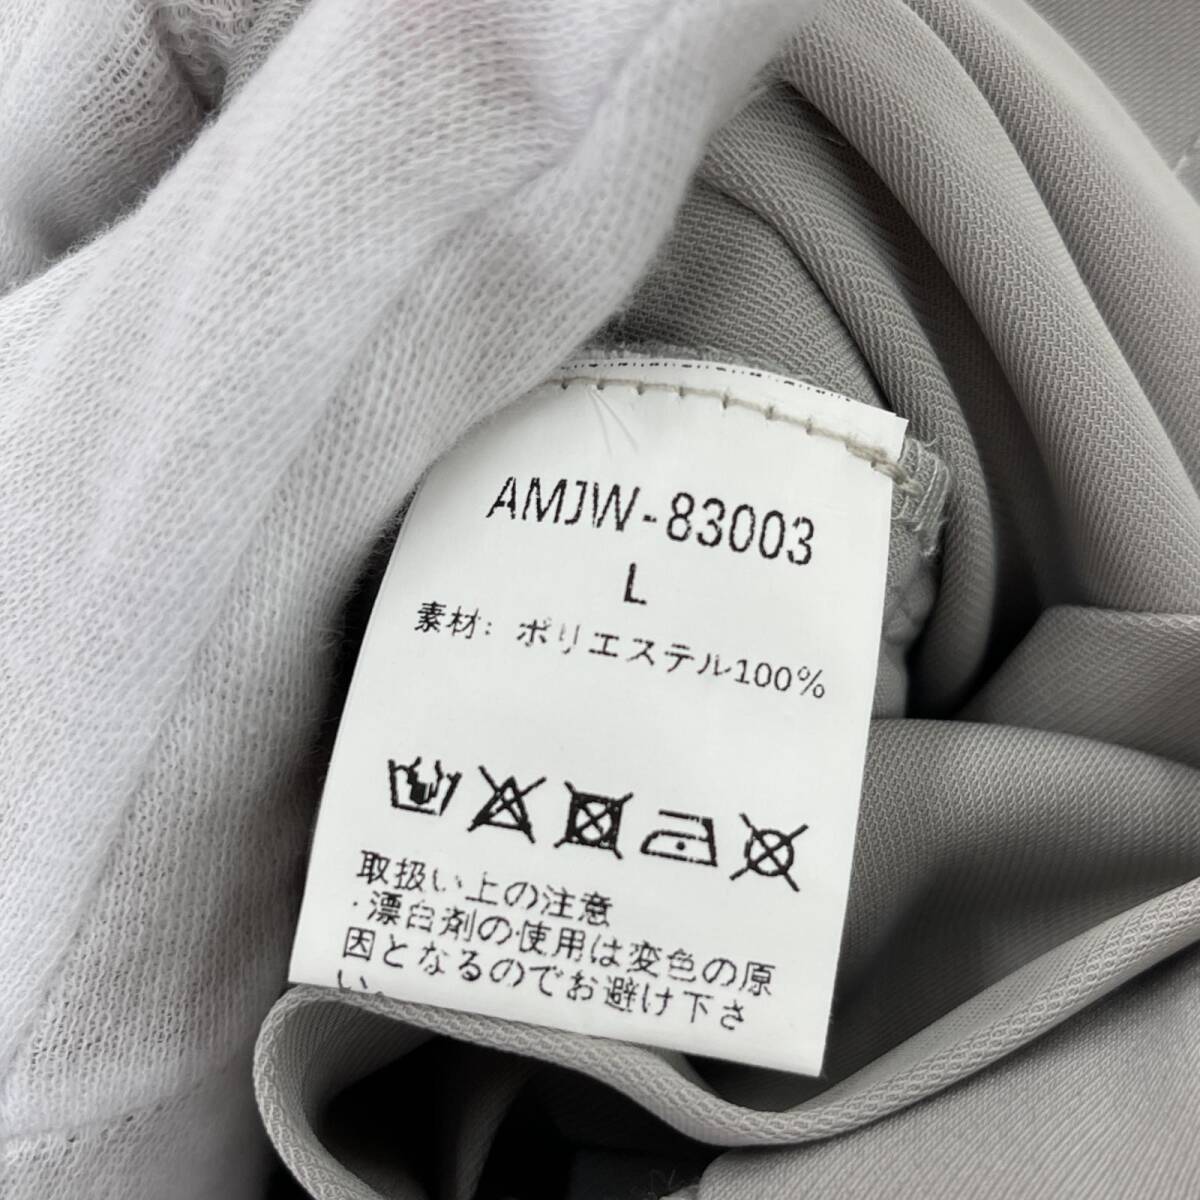 AMJW-83003
L
素材: ポリエステル100%
取扱い上の注意
・漂白剤の使用は変色の原
因となるのでお避け下さ
い。